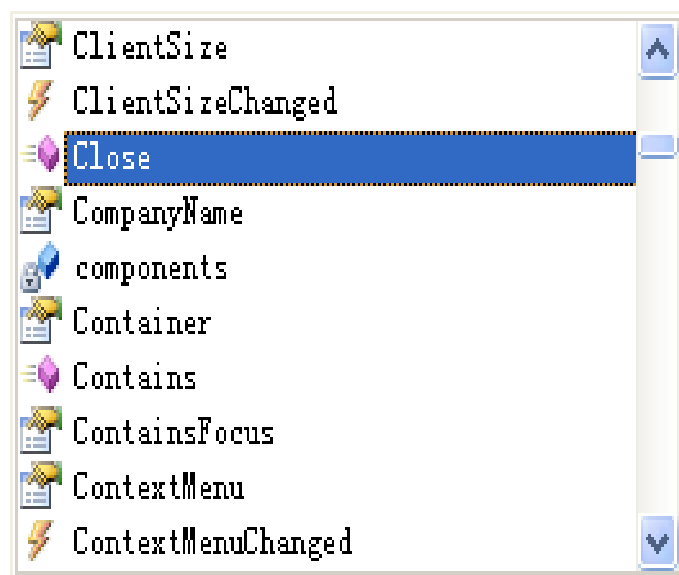 ClientSize
ClientSizeChanged
Close
CompanyName
components
Container
Contains
ContainsFocus
ContextMenu
ContextMenuChanged